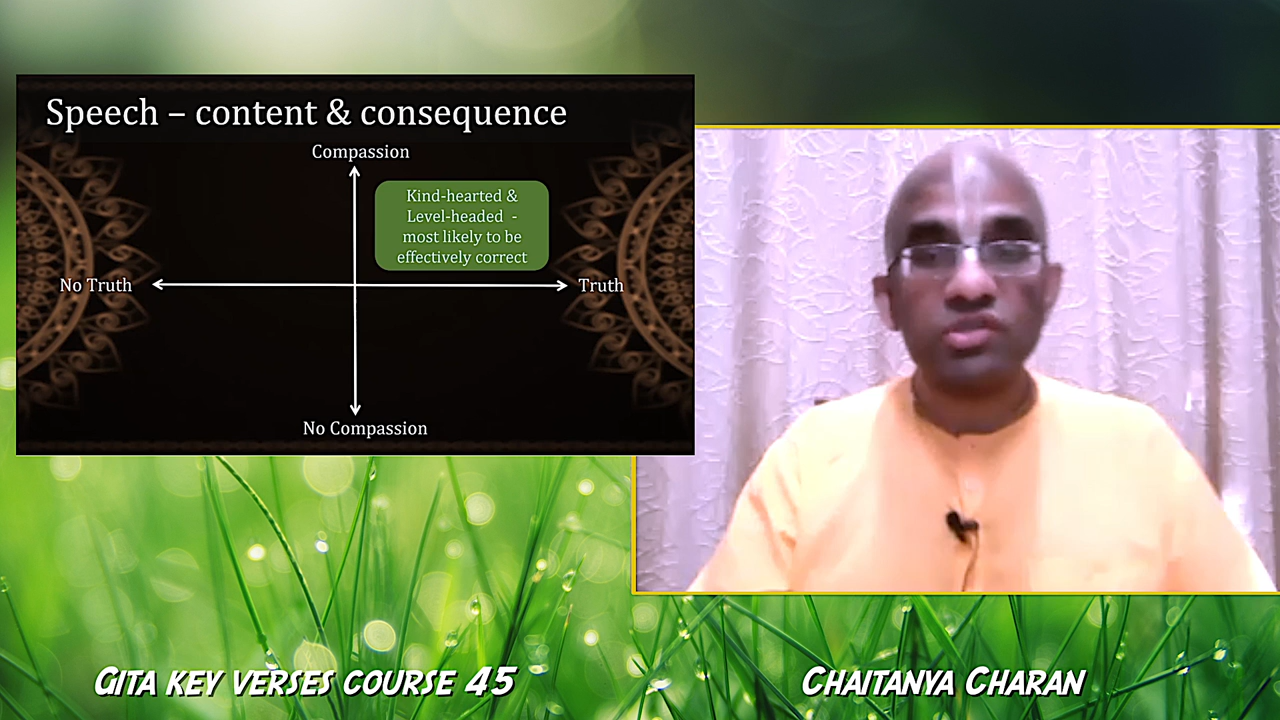 Speech – content & consequence
Compassion
Kind-hearted &
Level-headed -
most likely to be
effectively correct
No Truth
Truth
No Compassion
GITA KEY VERSES COURSE 45
CHAITANYA CHARAN